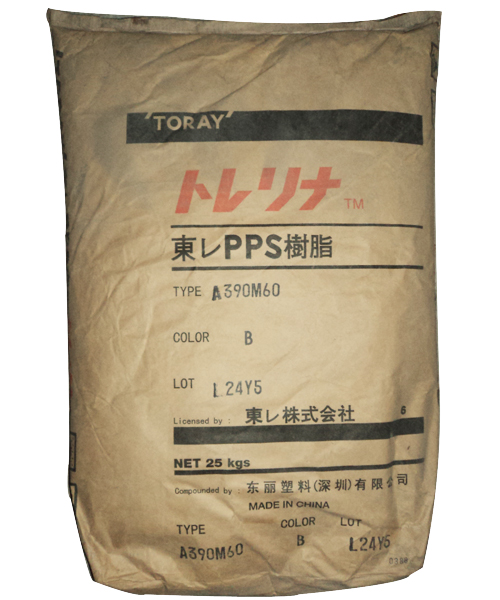 'TORAY'
トレリナ TM
東レPPS樹脂
TYPE A390M60
COLOR B
LOT L24Y5
Licensed by : 東レ株式会社 6
NET 25 kgs
Compounded by : 东丽塑料(深圳)有限公司
MADE IN CHINA
TYPE COLOR LOT
A390M60 B L24Y5